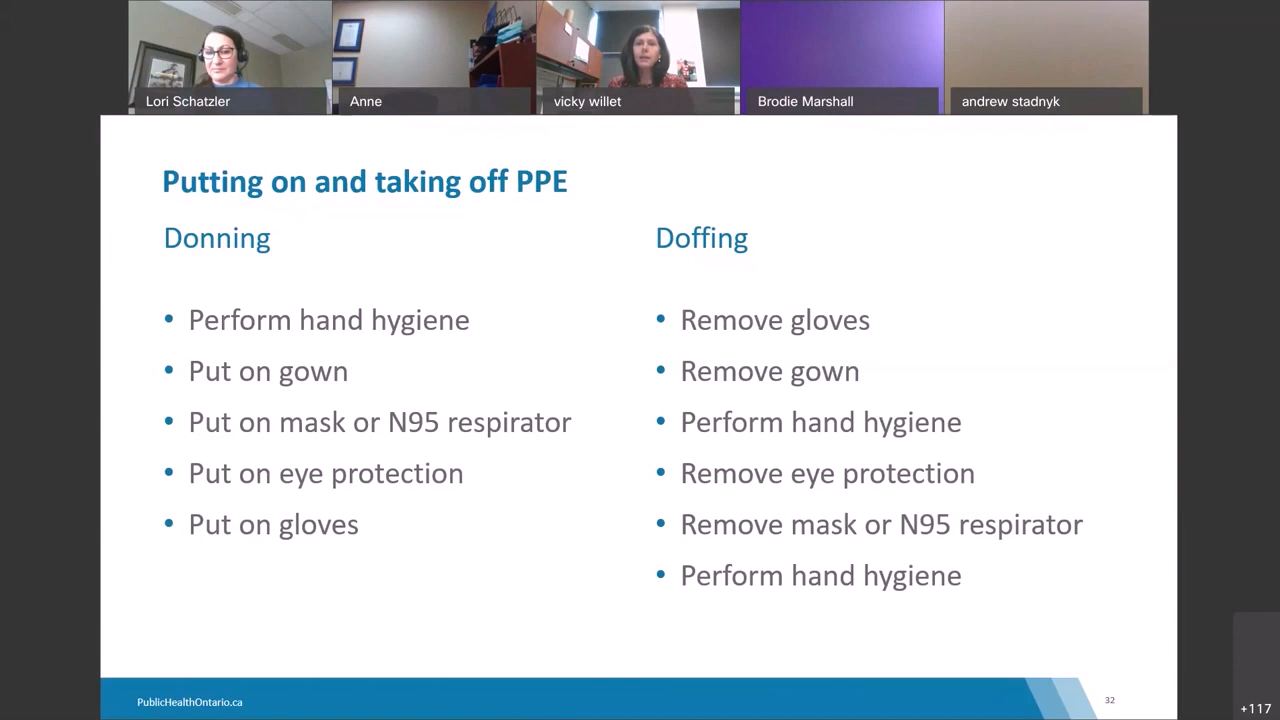 Lori Schatzler
Anne
vicky willet
Brodie Marshall
andrew stadnyk
Putting on and taking off PPE
Donning
Perform hand hygiene
Put on gown
Put on mask or N95 respirator
Put on eye protection
Put on gloves
Doffing
Remove gloves
Remove gown
Perform hand hygiene
Remove eye protection
Remove mask or N95 respirator
Perform hand hygiene
PublicHealthOntario.ca
32
+117